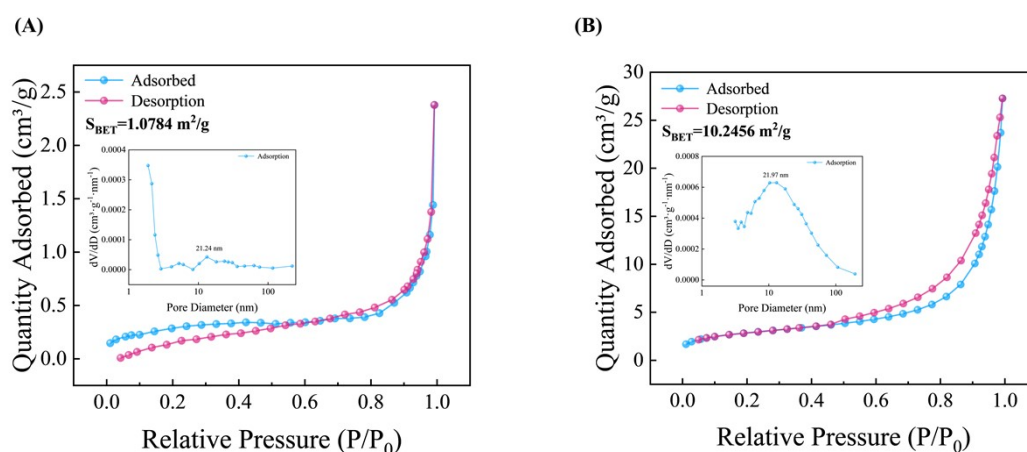 (A)
Adsorbed
Desorption
S_BET=1.0784 m²/g
Adsorption
21.24 nm
dV/dD (cm³·g⁻¹·nm⁻¹)
0.0004
0.0003
0.0002
0.0001
0.0000
1
10
100
Pore Diameter (nm)
Quantity Adsorbed (cm³/g)
2.5
2.0
1.5
1.0
0.5
0.0
0.0 0.2 0.4 0.6 0.8 1.0
Relative Pressure (P/P₀)
(B)
Adsorbed
Desorption
S_BET=10.2456 m²/g
Adsorption
21.97 nm
dV/dD (cm³·g⁻¹·nm⁻¹)
0.0008
0.0006
0.0004
0.0002
0.0000
1
10
100
Pore Diameter (nm)
Quantity Adsorbed (cm³/g)
30
25
20
15
10
5
0
0.0 0.2 0.4 0.6 0.8 1.0
Relative Pressure (P/P₀)